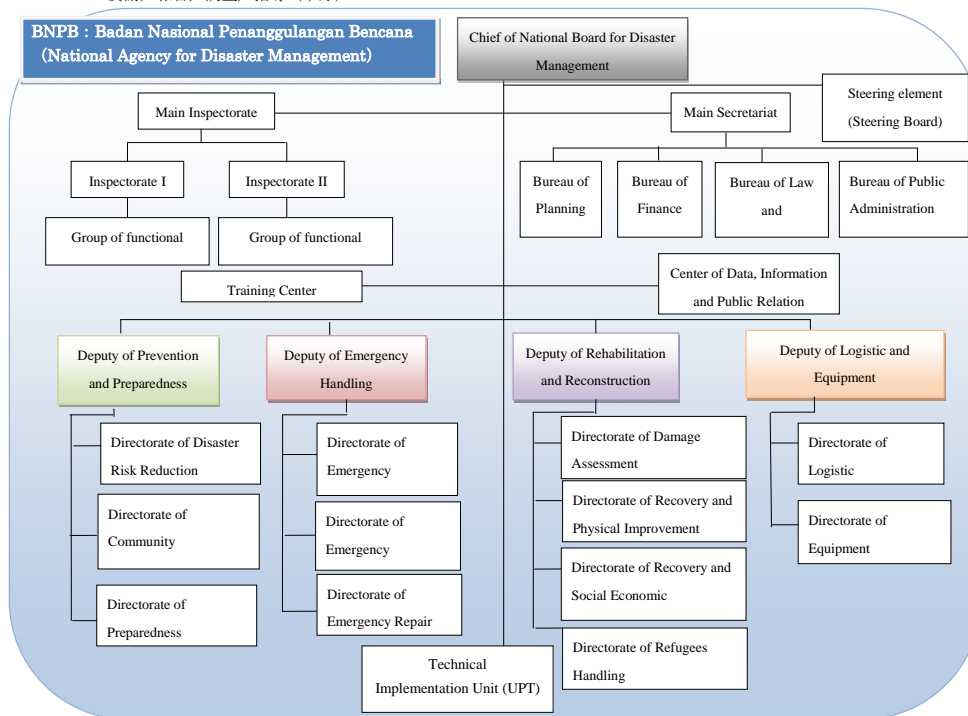 BNPB : Badan Nasional Penanggulangan Bencana
(National Agency for Disaster Management)
Chief of National Board for Disaster
Management
Steering element
(Steering Board)
Main Inspectorate
Main Secretariat
Inspectorate I
Inspectorate II
Bureau of
Planning
Bureau of
Finance
Bureau of Law
and
Bureau of Public
Administration
Group of functional
Group of functional
Training Center
Center of Data, Information
and Public Relation
Deputy of Prevention
and Preparedness
Deputy of Emergency
Handling
Deputy of Rehabilitation
and Reconstruction
Deputy of Logistic and
Equipment
Directorate of Disaster
Risk Reduction
Directorate of
Community
Directorate of
Preparedness
Directorate of
Emergency
Directorate of
Emergency
Directorate of
Emergency Repair
Directorate of Damage
Assessment
Directorate of Recovery and
Physical Improvement
Directorate of Recovery and
Social Economic
Directorate of Refugees
Handling
Directorate of
Logistic
Directorate of
Equipment
Technical
Implementation Unit (UPT)